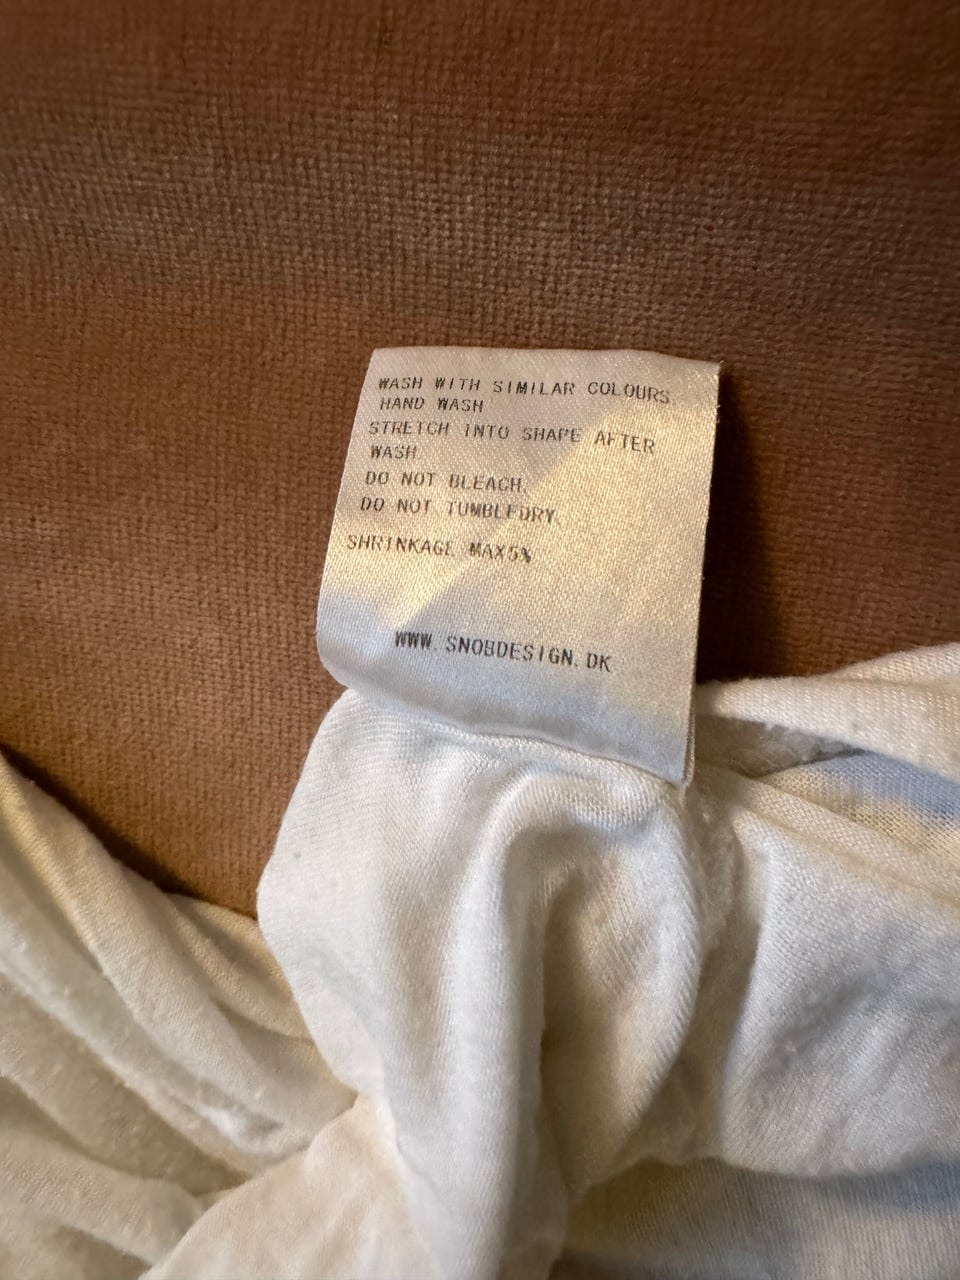 WASH WITH SIMILAR COLOURS
HAND WASH
STRETCH INTO SHAPE AFTER
WASH
DO NOT BLEACH.
DO NOT TUMBLEDRY.
SHRINKAGE MAX5%
WWW. SNOBDESIGN. DK